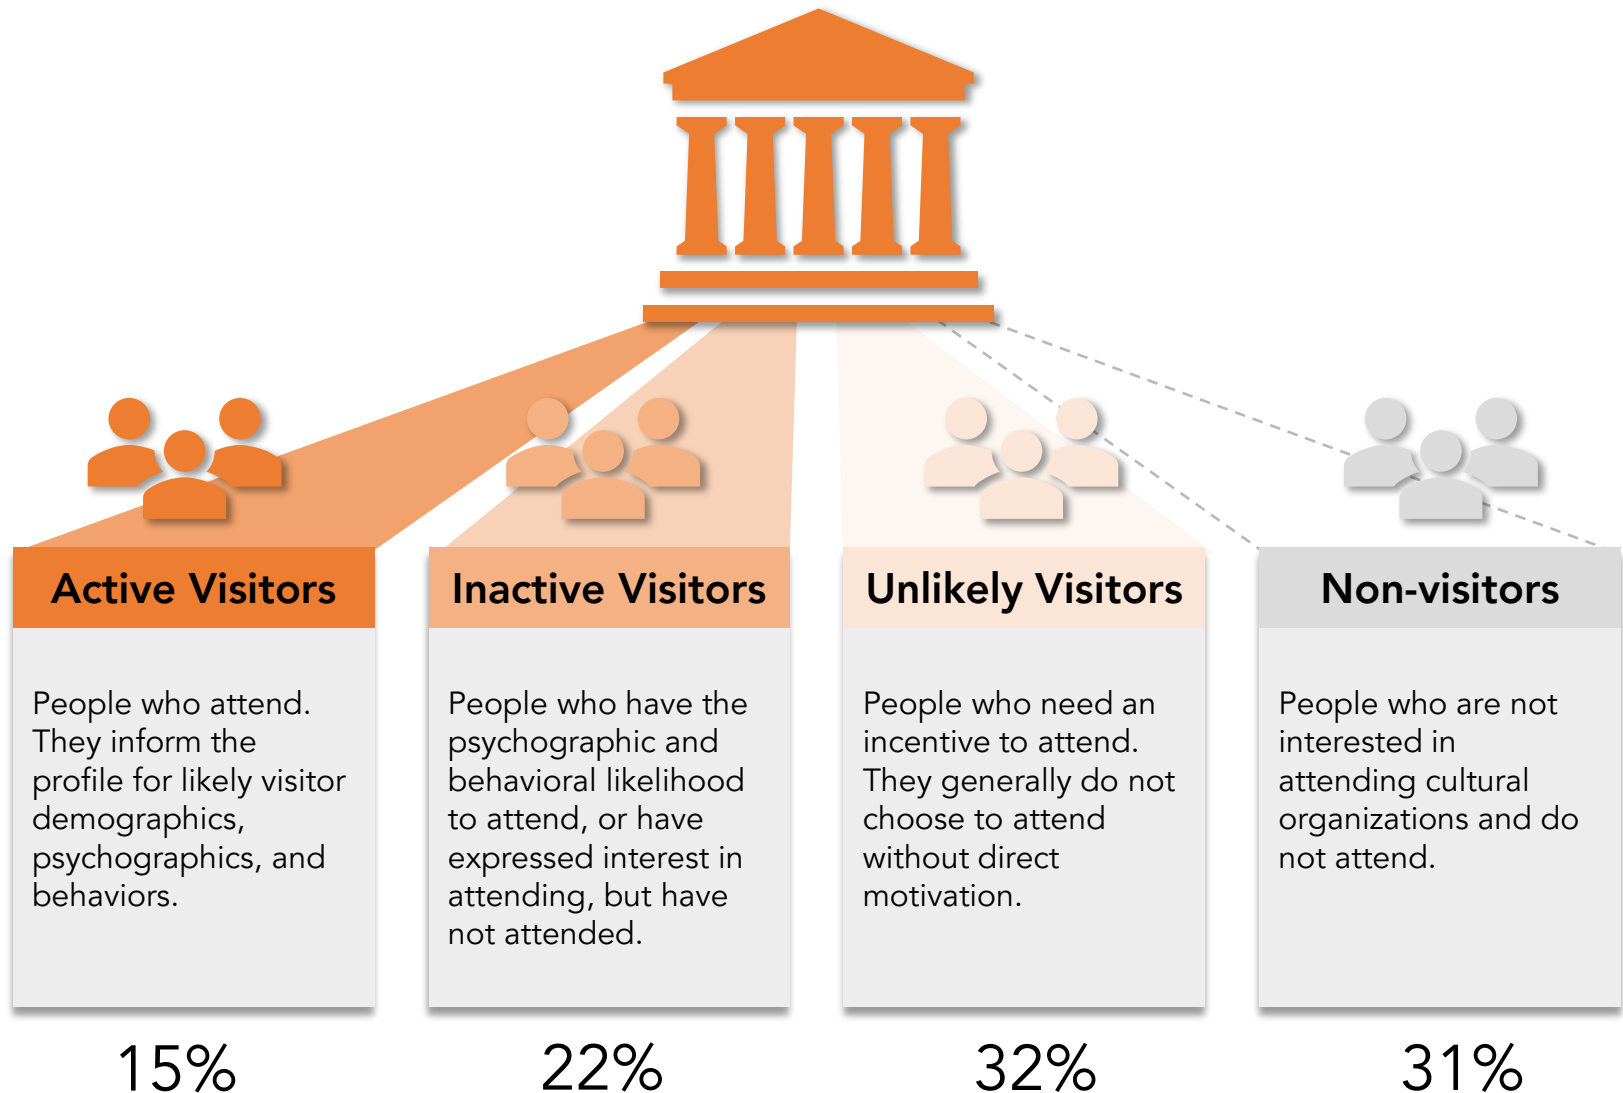 Active Visitors
People who attend.
They inform the
profile for likely visitor
demographics,
psychographics, and
behaviors.
15%
Inactive Visitors
People who have the
psychographic and
behavioral likelihood
to attend, or have
expressed interest in
attending, but have
not attended.
22%
Unlikely Visitors
People who need an
incentive to attend.
They generally do not
choose to attend
without direct
motivation.
32%
Non-visitors
People who are not
interested in
attending cultural
organizations and do
not attend.
31%